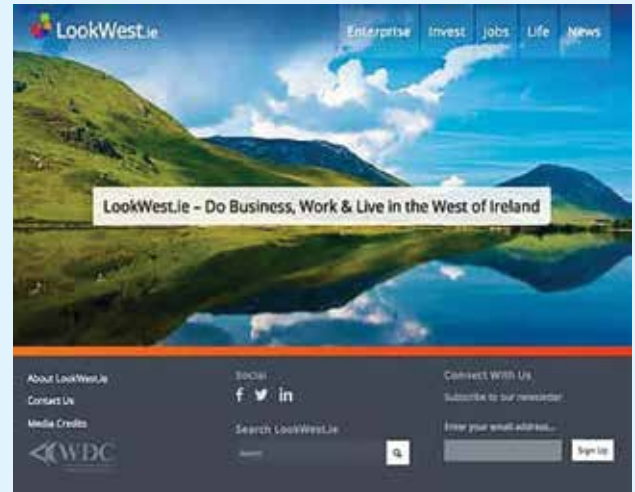 LookWest.ie
Enterprise Invest Jobs Life News
LookWest.ie – Do Business, Work & Live in the West of Ireland
About LookWest.ie
Contact Us
Media Credits
WDC
Social
Search LookWest.ie
Search
Connect With Us
Subscribe to our newsletter
Enter your email address...
Sign Up